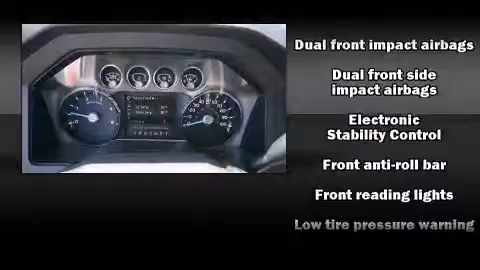 Dual front impact airbags
Dual front side
impact airbags
Electronic
Stability Control
Front anti-roll bar
Front reading lights
Low tire pressure warning